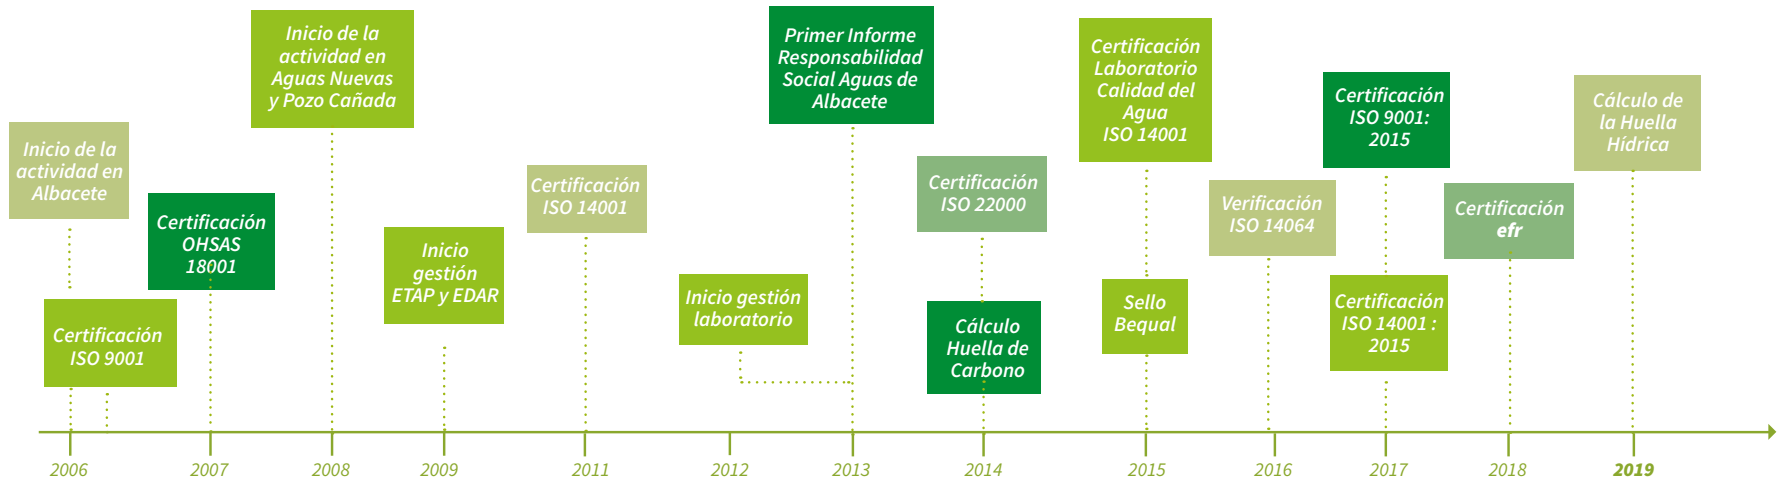 Inicio de la
actividad en
Albacete
Certificación
ISO 9001
Certificación
OHSAS
18001
Inicio de la
actividad en
Aguas Nuevas
y Pozo Cañada
Inicio
gestión
ETAP y EDAR
Certificación
ISO 14001
Inicio gestión
laboratorio
Primer Informe
Responsabilidad
Social Aguas de
Albacete
Certificación
ISO 22000
Cálculo
Huella de
Carbono
Certificación
Laboratorio
Calidad del
Agua
ISO 14001
Sello
Bequal
Verificación
ISO 14064
Certificación
ISO 9001:
2015
Certificación
ISO 14001 :
2015
Certificación
efr
Cálculo de
la Huella
Hídrica
2006
2007
2008
2009
2011
2012
2013
2014
2015
2016
2017
2018
2019